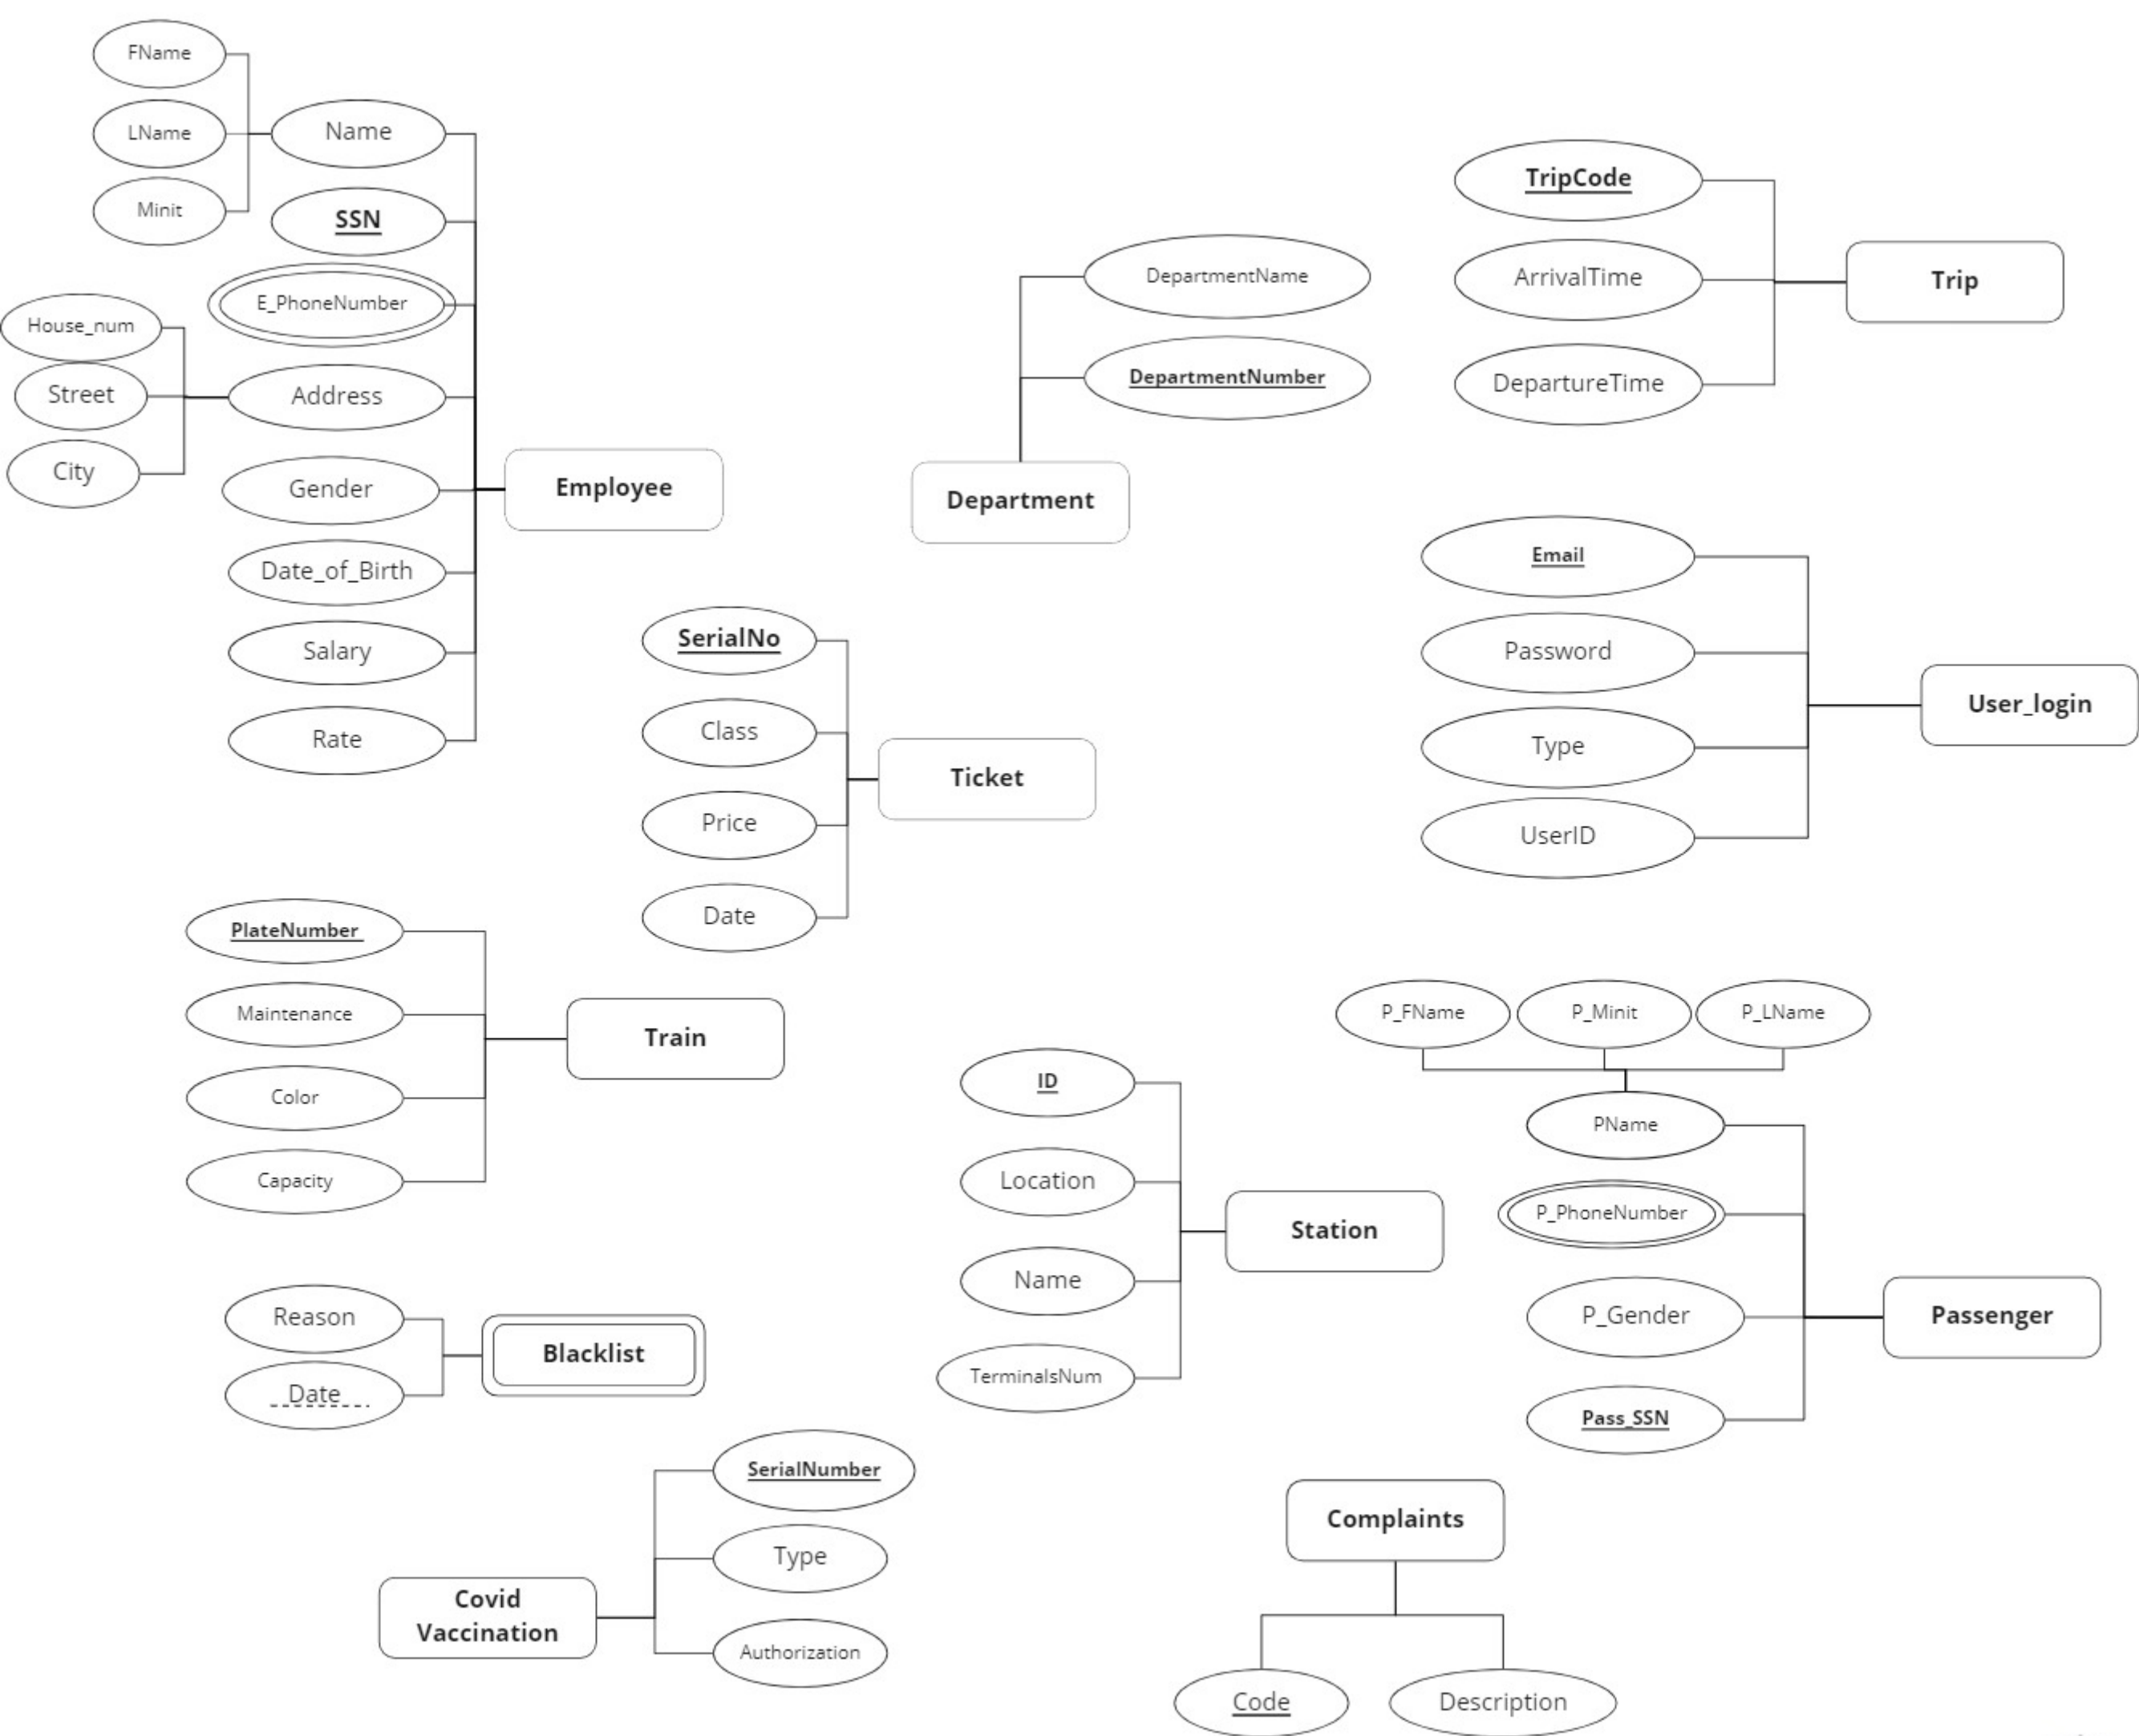 FName
LName
Minit
Name
SSN
E_PhoneNumber
House_num
Street
City
Address
Gender
Date_of_Birth
Salary
Rate
Employee
DepartmentName
DepartmentNumber
Department
TripCode
ArrivalTime
DepartureTime
Trip
Email
Password
Type
UserID
User_login
SerialNo
Class
Price
Date
Ticket
PlateNumber
Maintenance
Color
Capacity
Train
ID
Location
Name
TerminalsNum
Station
P_FName
P_Minit
P_LName
PName
P_PhoneNumber
P_Gender
Pass_SSN
Passenger
Reason
Date
Blacklist
SerialNumber
Type
Authorization
Covid
Vaccination
Complaints
Code
Description